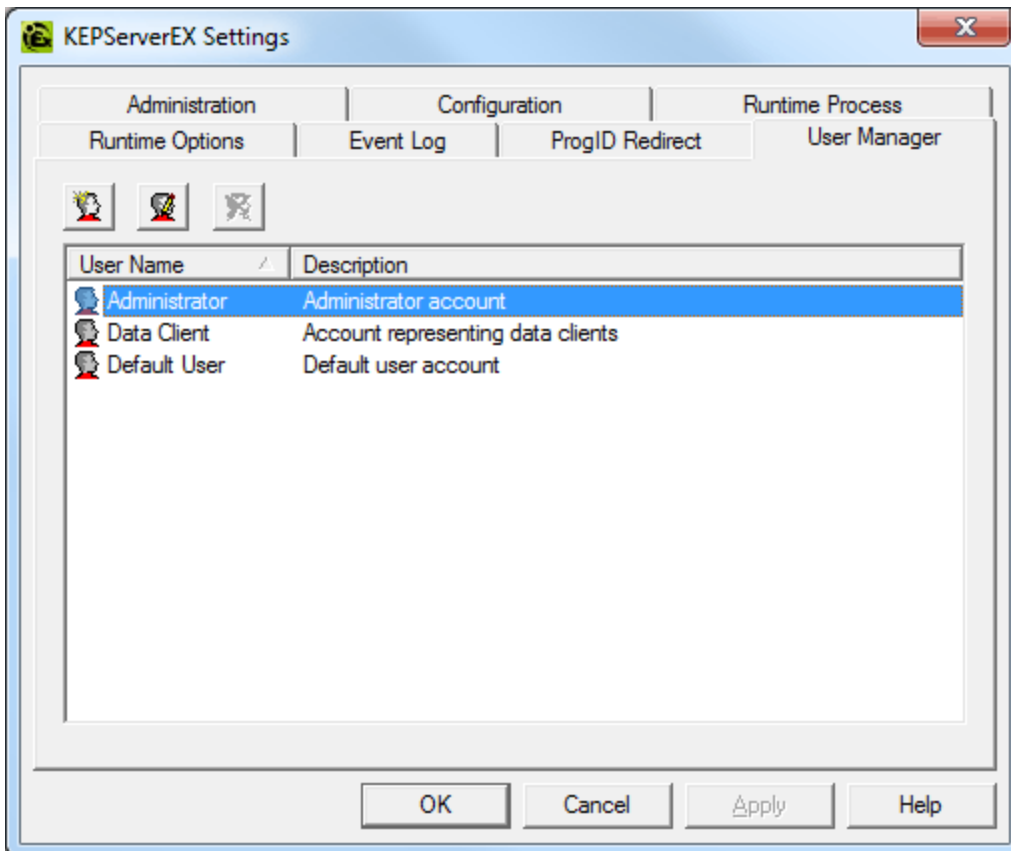 KEPServerEX Settings
Administration Configuration Runtime Process
Runtime Options Event Log ProgID Redirect User Manager
User Name Description
Administrator Administrator account
Data Client Account representing data clients
Default User Default user account
OK Cancel Apply Help